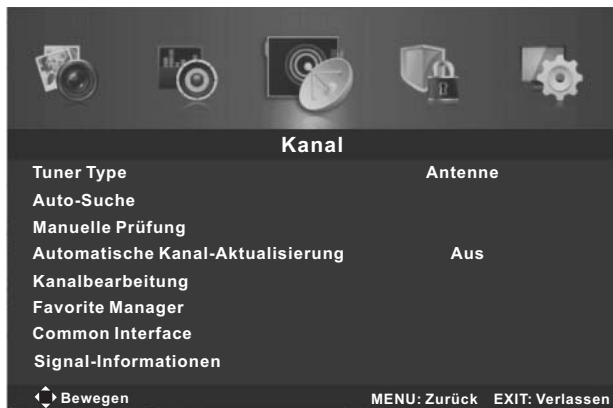 Kanal
Tuner Type Antenne
Auto-Suche
Manuelle Prüfung
Automatische Kanal-Aktualisierung Aus
Kanalbearbeitung
Favorite Manager
Common Interface
Signal-Informationen
Bewegen MENU: Zurück EXIT: Verlassen